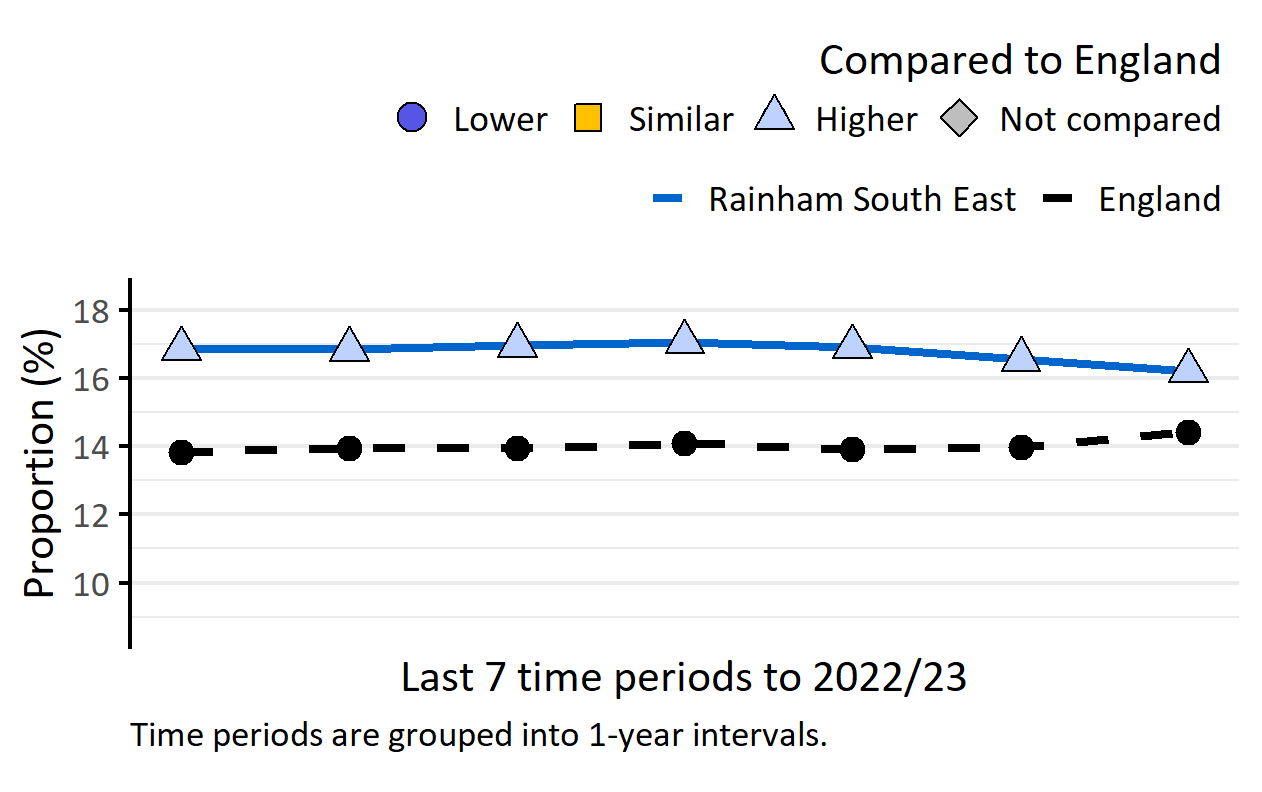 Compared to England
Lower Similar Higher Not compared
Rainham South East England
Proportion (%)
18
16
14
12
10
Last 7 time periods to 2022/23
Time periods are grouped into 1-year intervals.